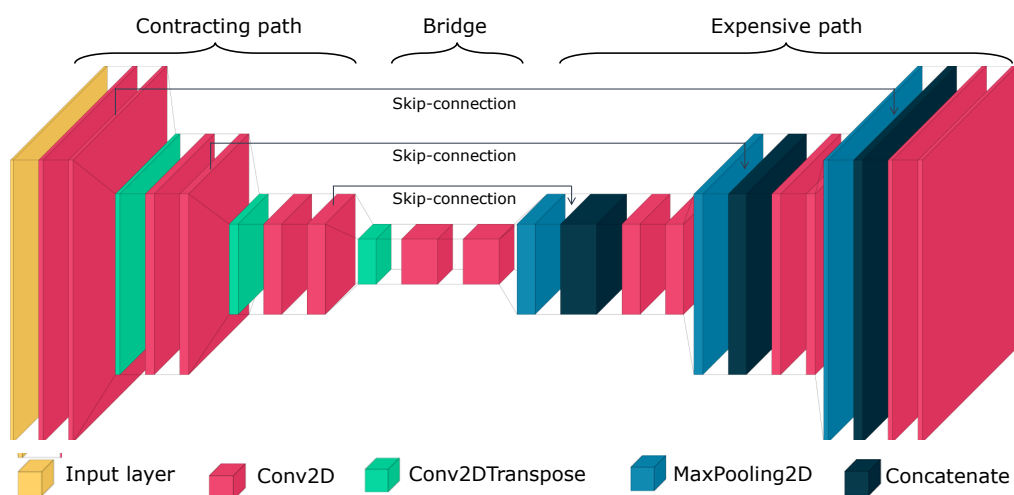 Contracting path
Bridge
Expensive path
Skip-connection
Skip-connection
Skip-connection
Input layer
Conv2D
Conv2DTranspose
MaxPooling2D
Concatenate